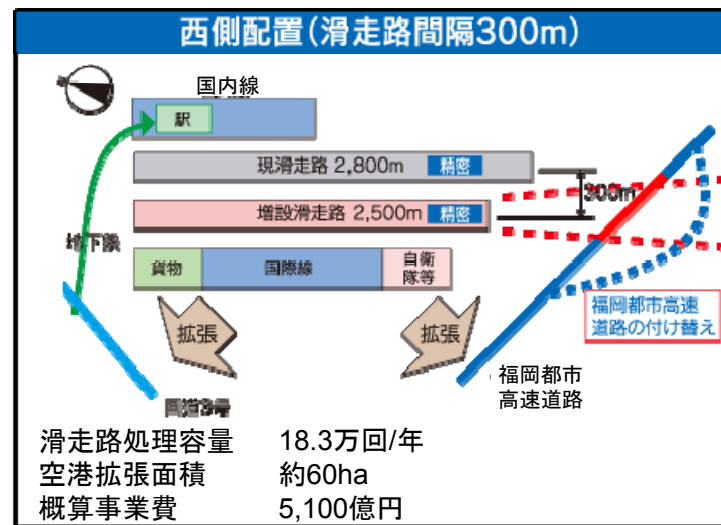 西側配置(滑走路間隔300m)
国内線
駅
現滑走路 2,800m 精密
300m
増設滑走路 2,500m 精密
地下鉄
貨物
国際線
自衛
隊等
拡張
拡張
福岡都市高速
道路の付け替え
福岡都市
高速道路
国道3号
滑走路処理容量 18.3万回/年
空港拡張面積 約60ha
概算事業費 5,100億円